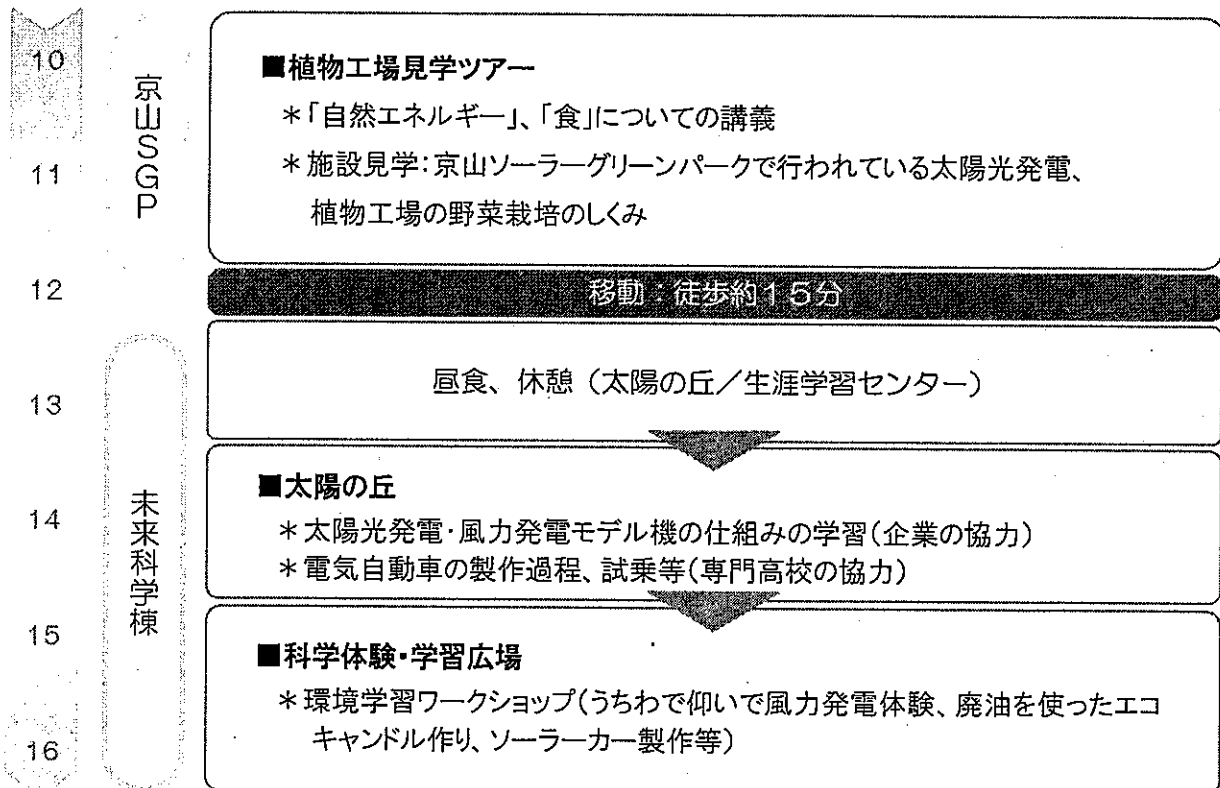 10
11
12
13
14
15
16
京山SGP
未来科学棟
■植物工場見学ツアー
＊「自然エネルギー」、「食」についての講義
＊施設見学：京山ソーラーグリーンパークで行われている太陽光発電、
植物工場の野菜栽培のしくみ
移動：徒歩約１５分
昼食、休憩（太陽の丘／生涯学習センター）
■太陽の丘
＊太陽光発電・風力発電モデル機の仕組みの学習（企業の協力）
＊電気自動車の製作過程、試乗等（専門高校の協力）
■科学体験・学習広場
＊環境学習ワークショップ（うちわで仰いで風力発電体験、廃油を使ったエコ
キャンドル作り、ソーラーカー製作等）